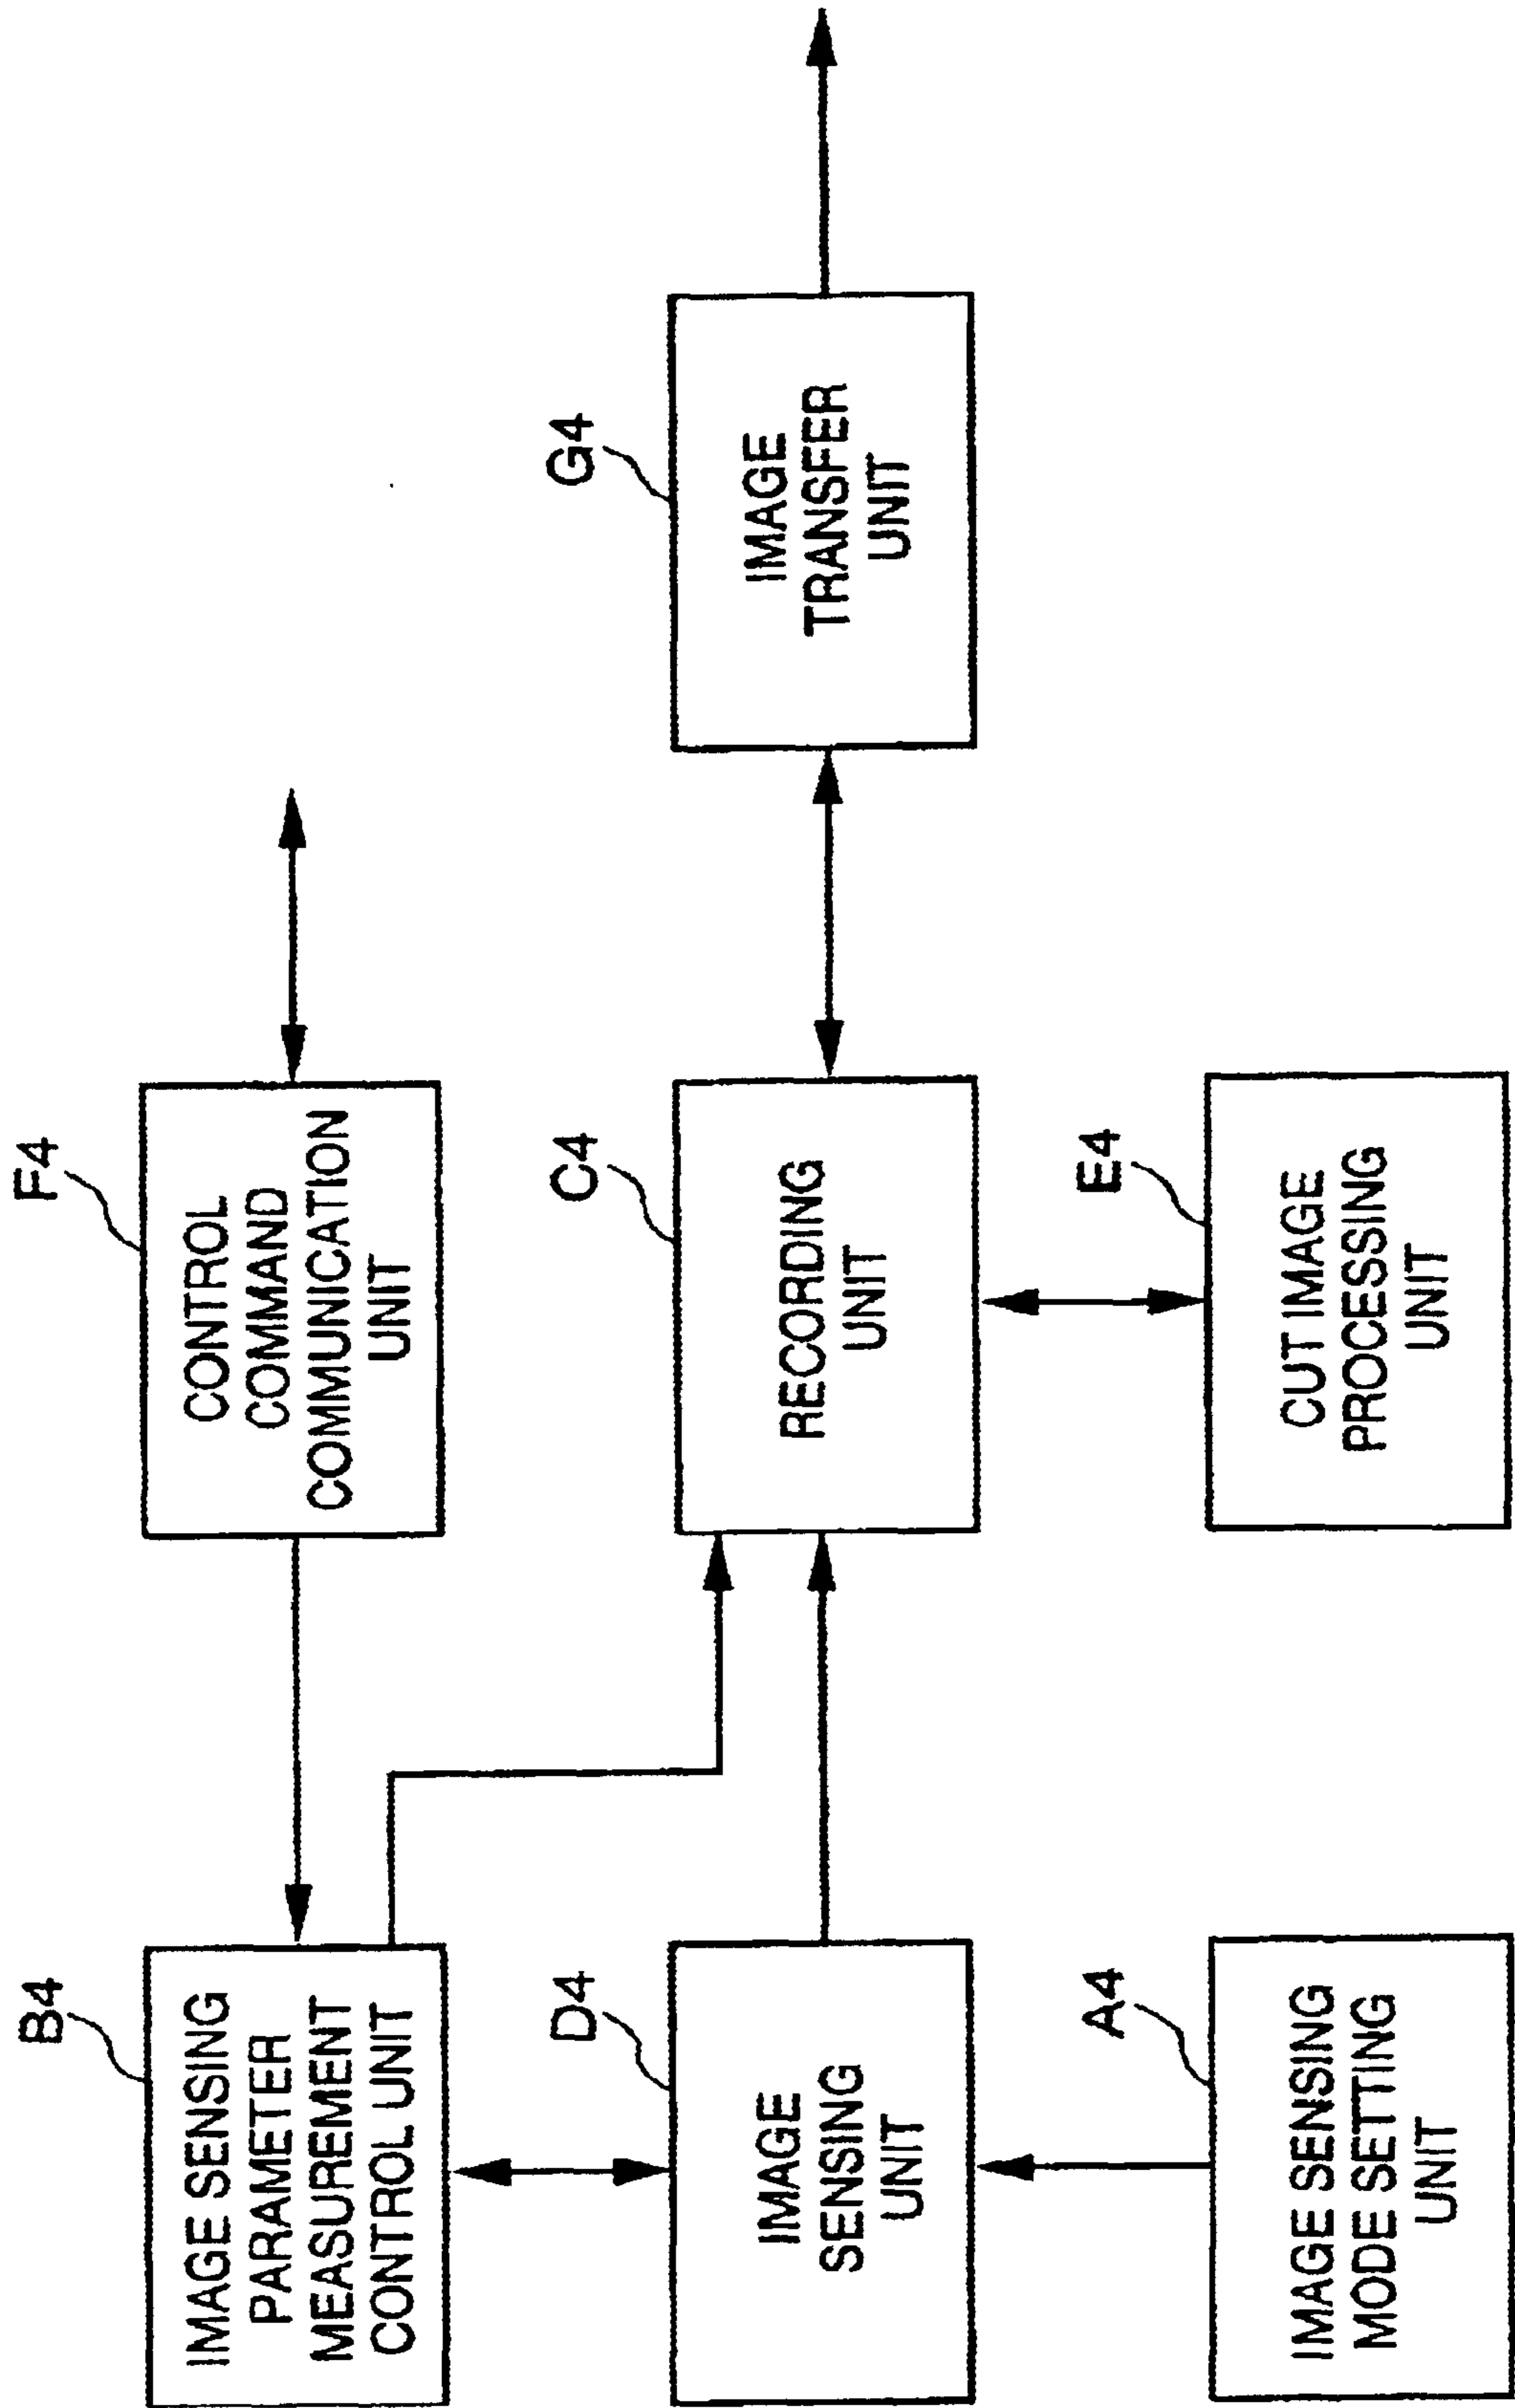 B4
IMAGE SENSING
PARAMETER
MEASUREMENT
CONTROL UNIT
F4
CONTROL
COMMAND
COMMUNICATION
UNIT
D4
IMAGE
SENSING
UNIT
C4
RECORDING
UNIT
G4
IMAGE
TRANSFER
UNIT
A4
IMAGE SENSING
MODE SETTING
UNIT
E4
CUT IMAGE
PROCESSING
UNIT